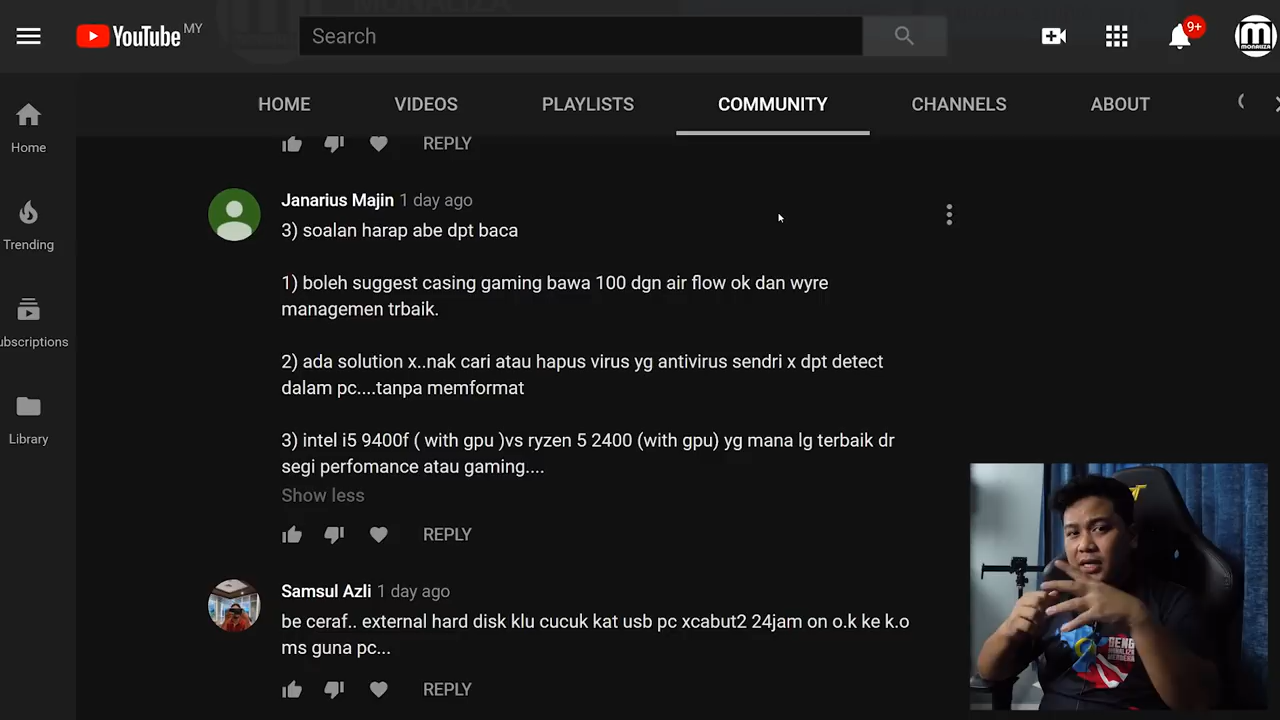 YouTube MY
Search
9+
MONALIZA
HOME VIDEOS PLAYLISTS COMMUNITY CHANNELS ABOUT
Home
Trending
ubscriptions
Library
REPLY
Janarius Majin 1 day ago
3) soalan harap abe dpt baca
1) boleh suggest casing gaming bawa 100 dgn air flow ok dan wyre
managemen trbaik.
2) ada solution x..nak cari atau hapus virus yg antivirus sendri x dpt detect
dalam pc....tanpa memformat
3) intel i5 9400f ( with gpu )vs ryzen 5 2400 (with gpu) yg mana lg terbaik dr
segi perfomance atau gaming....
Show less
REPLY
Samsul Azli 1 day ago
be ceraf.. external hard disk klu cucuk kat usb pc xcabut2 24jam on o.k ke k.o
ms guna pc...
REPLY
GENG